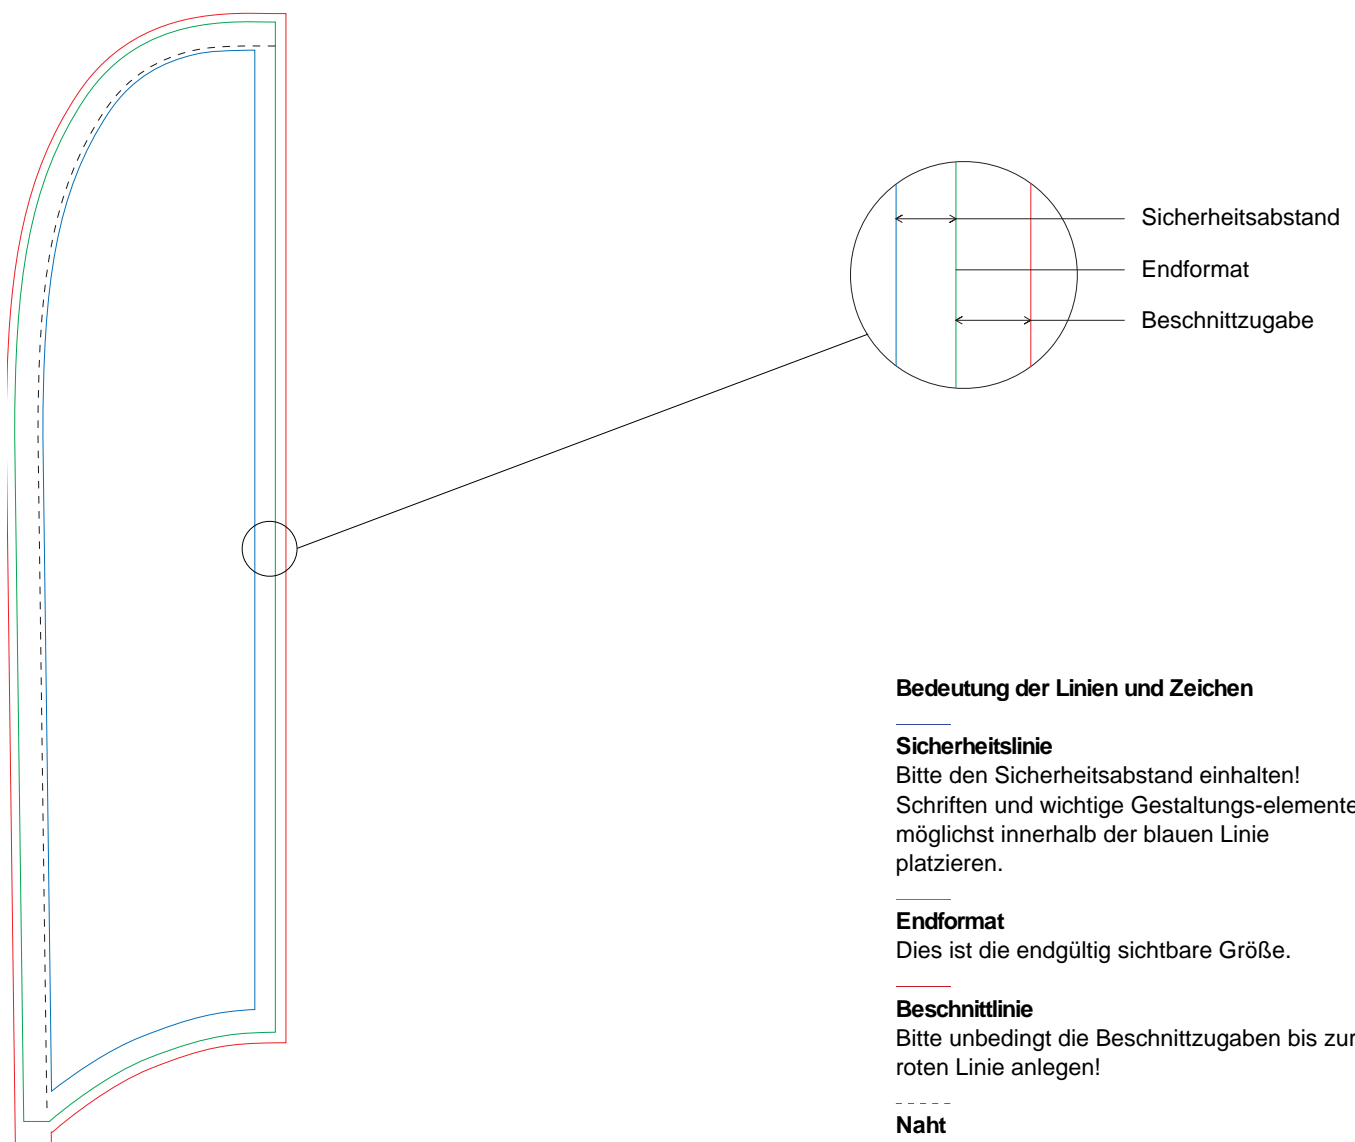 Sicherheitsabstand
Endformat
Beschnittzugabe
Bedeutung der Linien und Zeichen
Sicherheitslinie
Bitte den Sicherheitsabstand einhalten!
Schriften und wichtige Gestaltungs-elemente
möglichst innerhalb der blauen Linie
platzieren.
Endformat
Dies ist die endgültig sichtbare Größe.
Beschnittlinie
Bitte unbedingt die Beschnittzugaben bis zur
roten Linie anlegen!
Naht